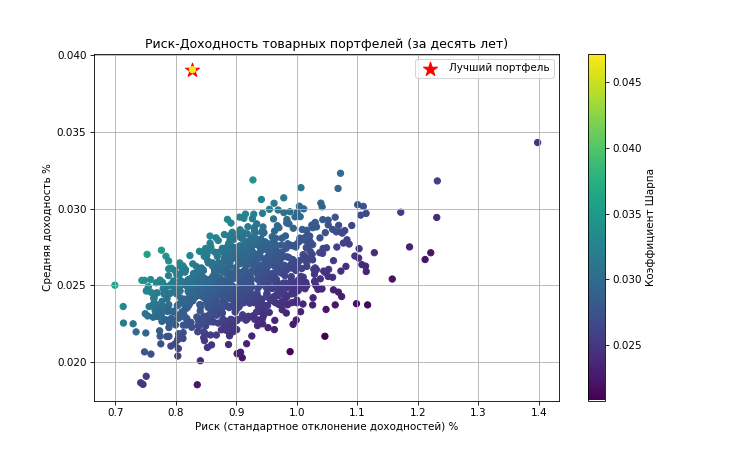 Риск-Доходность товарных портфелей (за десять лет)
Лучший портфель
0.040
0.035
0.030
0.025
0.020
Средняя доходность %
0.7 0.8 0.9 1.0 1.1 1.2 1.3 1.4
Риск (стандартное отклонение доходностей) %
0.045
0.040
0.035
0.030
0.025
Коэффициент Шарпа